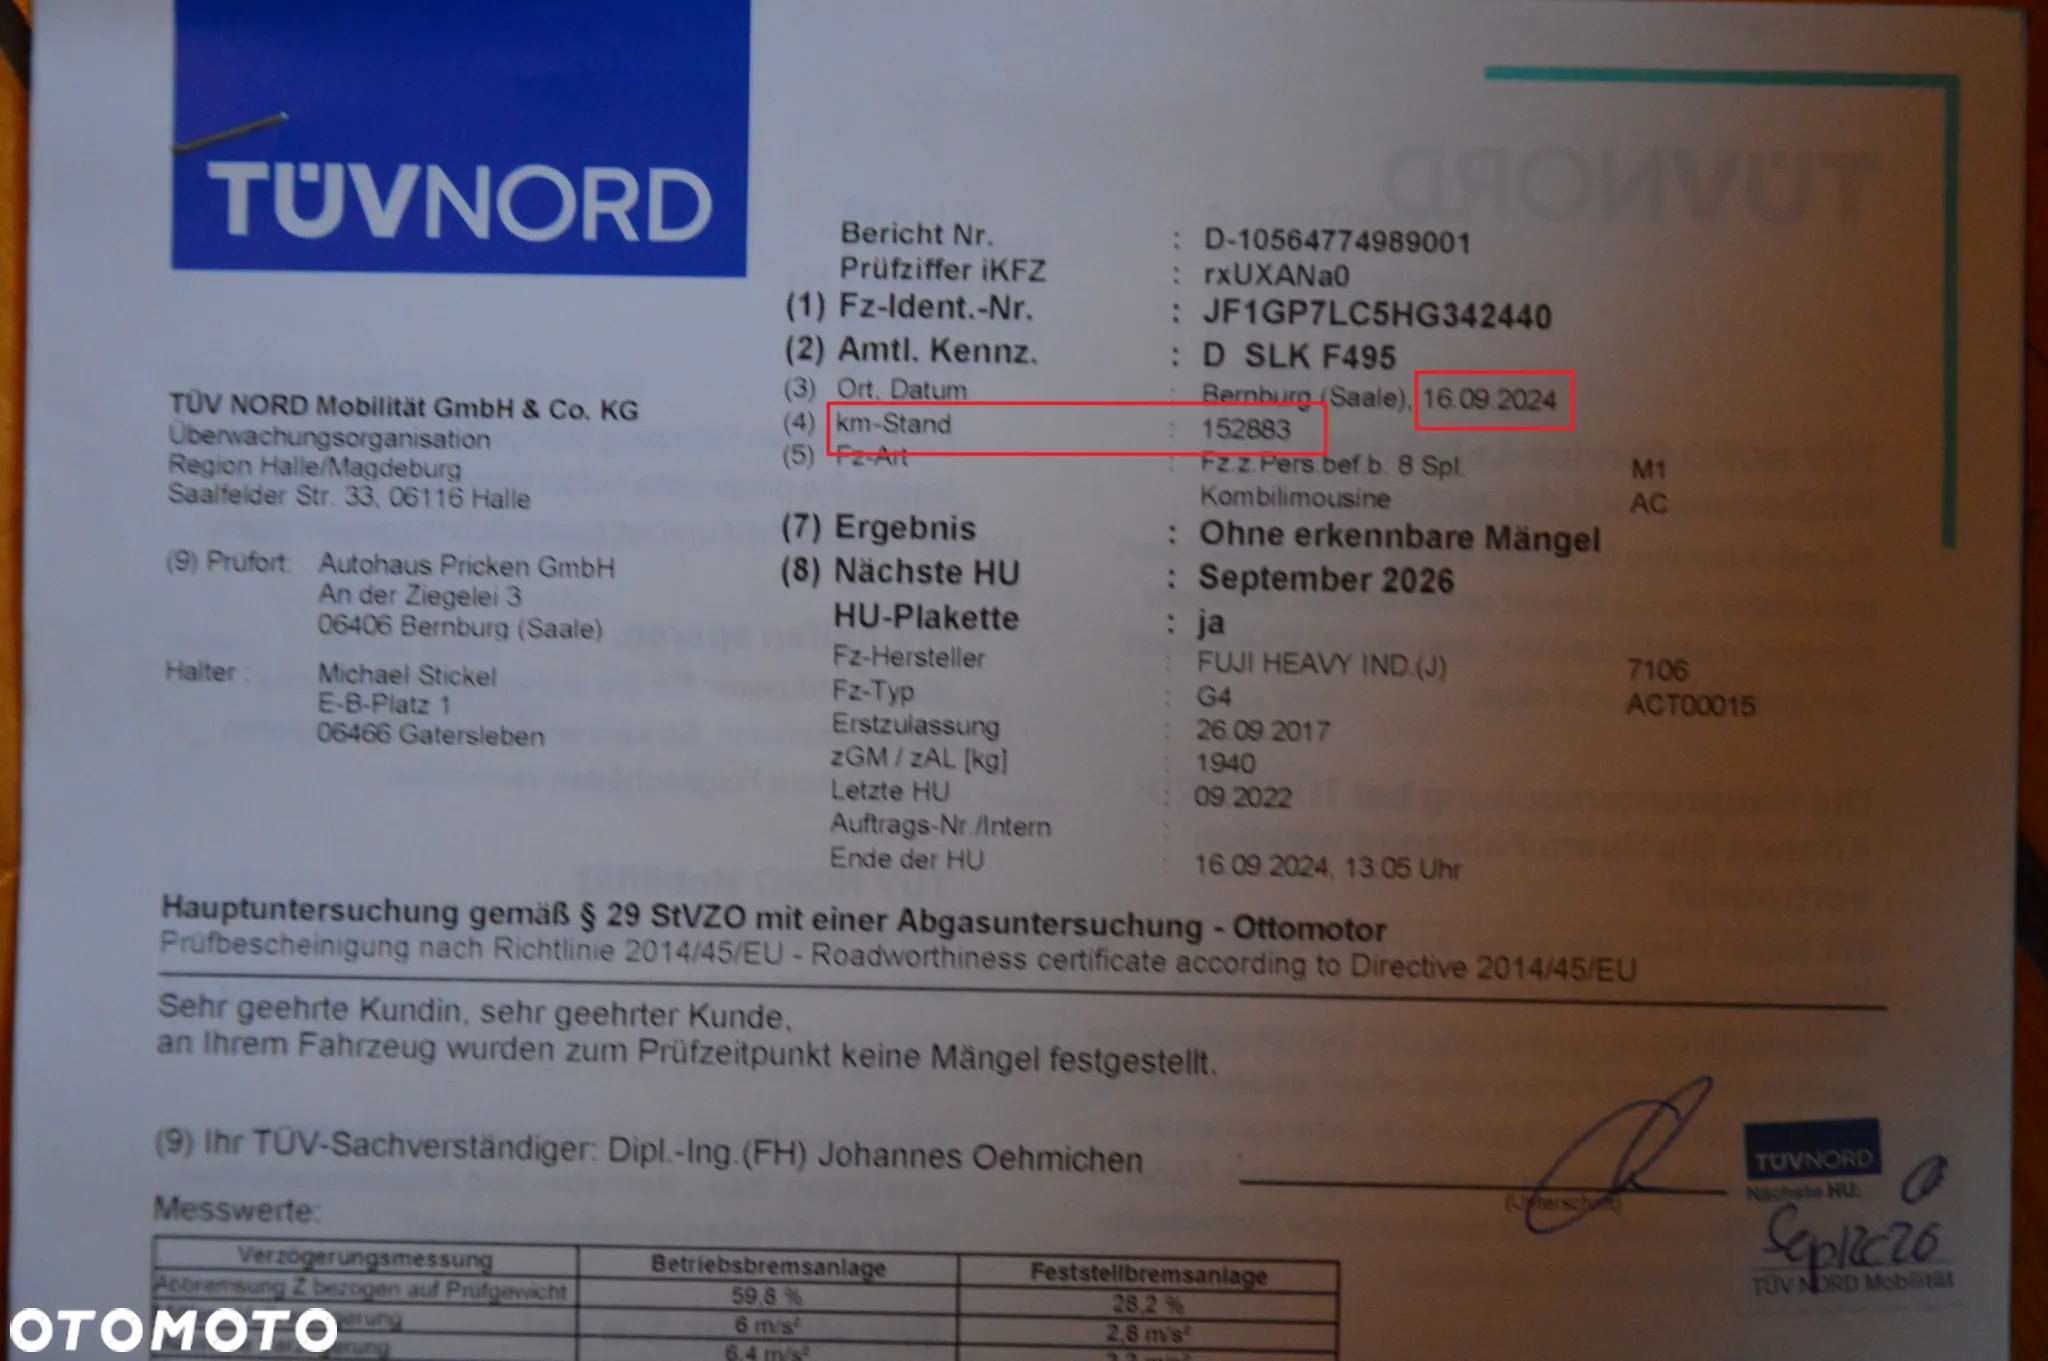 TÜVNORD
Bericht Nr. : D-10564774989001
Prüfziffer iKFZ : rxUXANa0
(1) Fz-Ident.-Nr. : JF1GP7LC5HG342440
(2) Amtl. Kennz. : D SLK F495
(3) Ort, Datum : Bernburg (Saale), 16.09.2024
(4) km-Stand : 152883
(5) Fz-Art : Fz.z.Pers.bef.b. 8 Spl. M1
Kombilimousine AC
(7) Ergebnis : Ohne erkennbare Mängel
(8) Nächste HU : September 2026
HU-Plakette : ja
Fz-Hersteller : FUJI HEAVY IND.(J) 7106
Fz-Typ : G4 ACT00015
Erstzulassung : 26.09.2017
zGM / zAL [kg] : 1940
Letzte HU : 09.2022
Auftrags-Nr./Intern :
Ende der HU : 16.09.2024, 13:05 Uhr
TÜV NORD Mobilität GmbH & Co. KG
Überwachungsorganisation
Region Halle/Magdeburg
Saalfelder Str. 33, 06116 Halle
(9) Prüfort: Autohaus Pricken GmbH
An der Ziegelei 3
06406 Bernburg (Saale)
Halter : Michael Stickel
E-B-Platz 1
06466 Gatersleben
Hauptuntersuchung gemäß § 29 StVZO mit einer Abgasuntersuchung - Ottomotor
Prüfbescheinigung nach Richtlinie 2014/45/EU - Roadworthiness certificate according to Directive 2014/45/EU
Sehr geehrte Kundin, sehr geehrter Kunde,
an Ihrem Fahrzeug wurden zum Prüfzeitpunkt keine Mängel festgestellt.
(9) Ihr TÜV-Sachverständiger: Dipl.-Ing.(FH) Johannes Oehmichen
(Unterschrift)
TÜVNORD
Nächste HU:
TÜV NORD Mobilität
Messwerte:
Verzögerungsmessung Betriebsbremsanlage Feststellbremsanlage
Abbremsung Z bezogen auf Prüfgewicht 59,8 % 28,2 %
6 m/s² 2,8 m/s²
6,4 m/s²
OTOMOTO